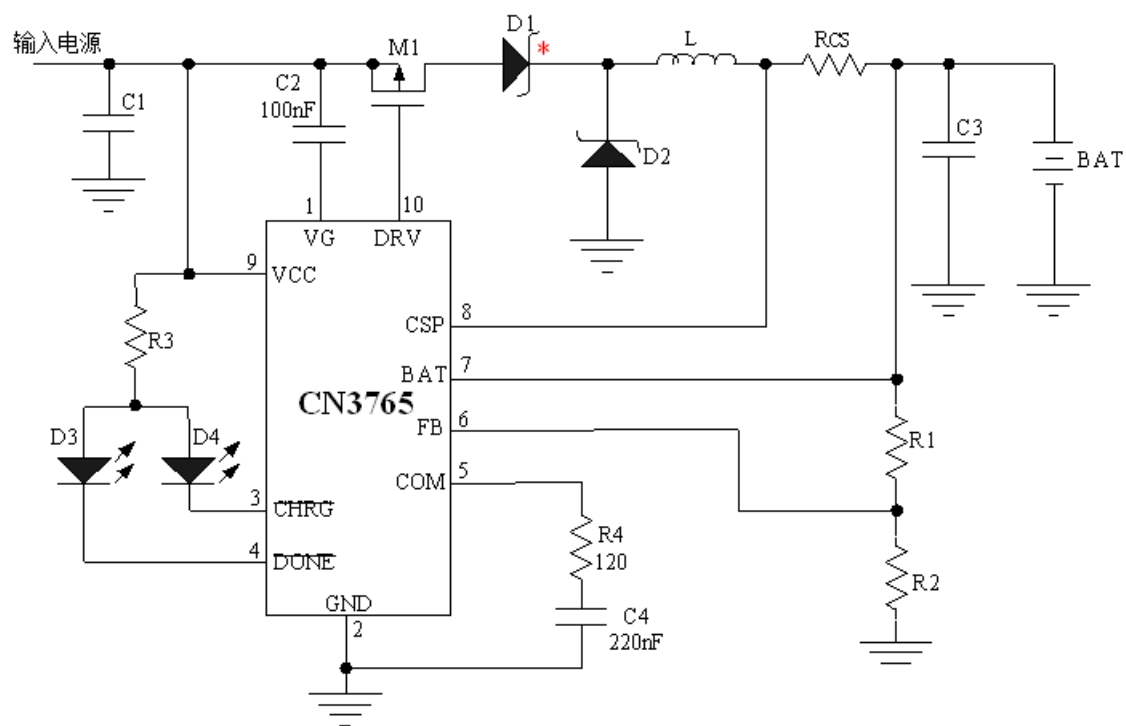 D1
*
输入电源
M1
L
RCS
C1
C2
100nF
C3
D2
BAT
1
10
VG
DRV
9
VCC
8
CSP
R3
7
BAT
CN3765
6
FB
R1
D3
D4
5
COM
3
CHRG
R4
120
4
DONE
R2
GND
2
C4
220nF